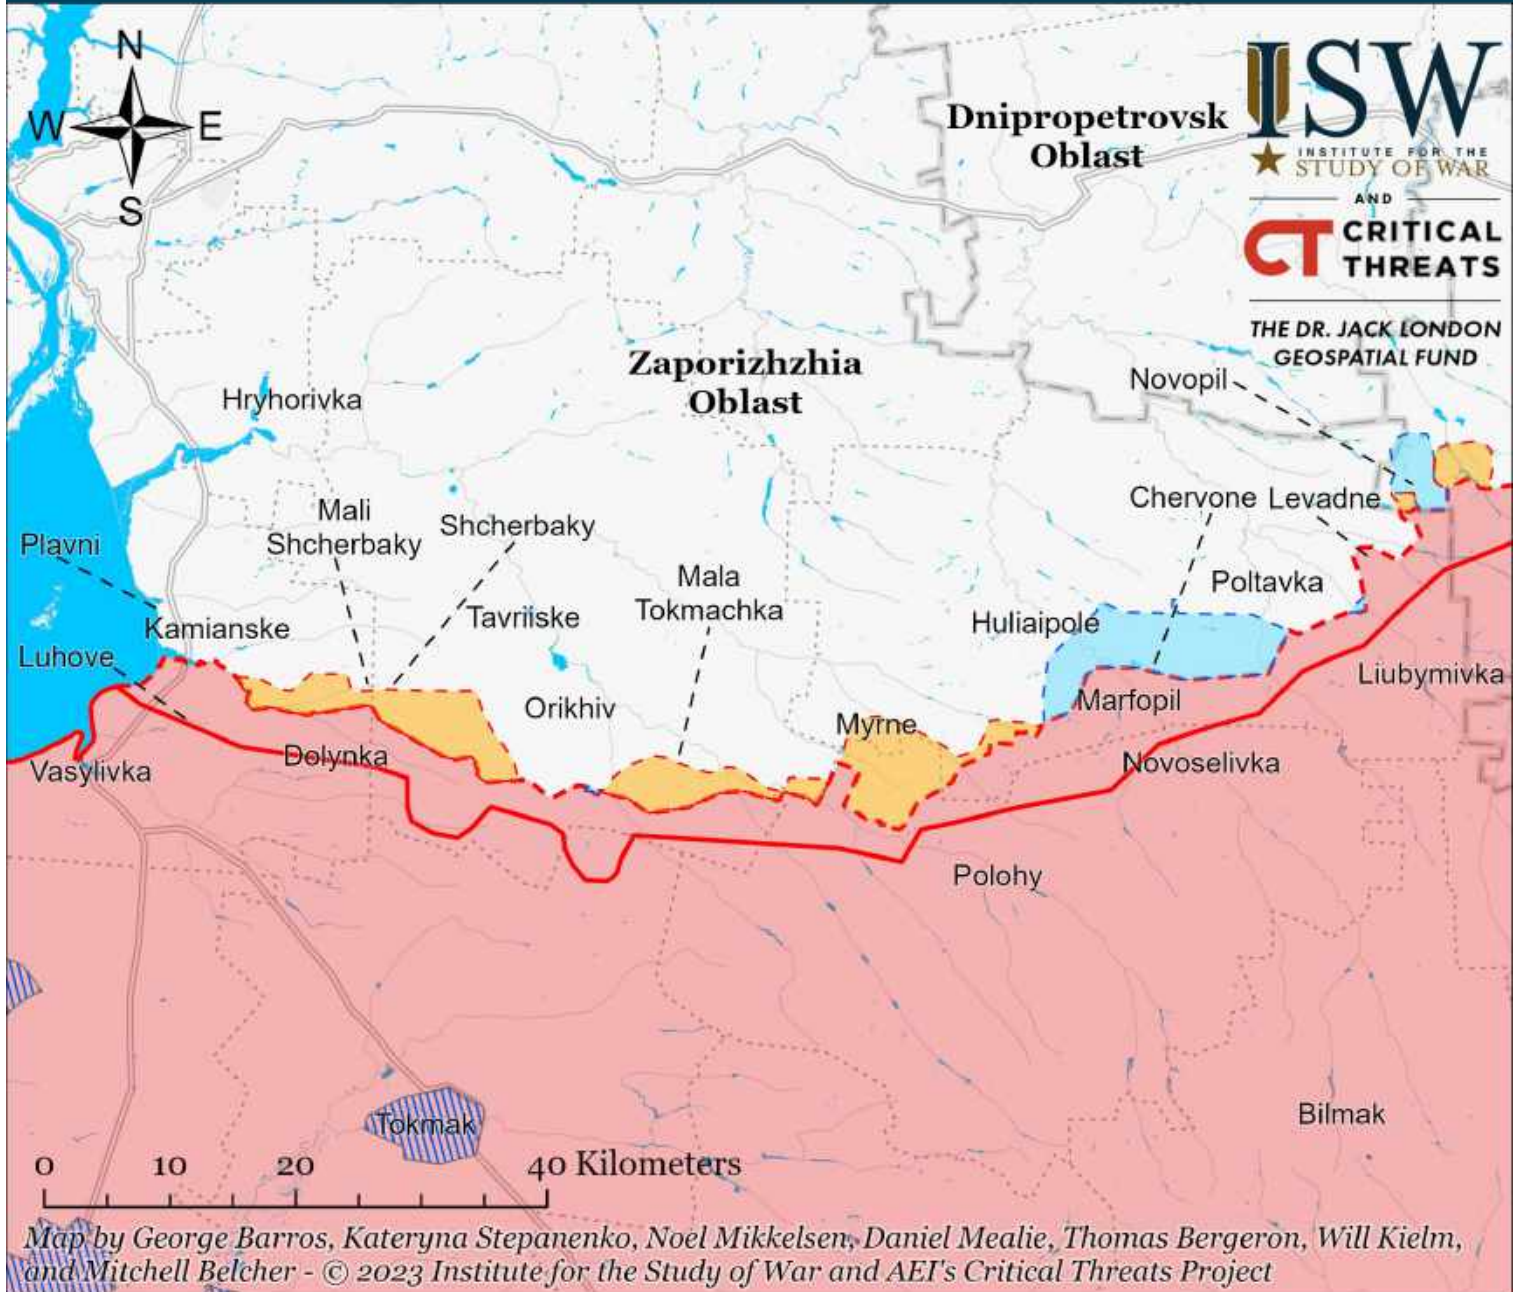 N
W E
S
Dnipropetrovsk
Oblast
ISW
INSTITUTE FOR THE
STUDY OF WAR
AND
CT CRITICAL
THREATS
THE DR. JACK LONDON
GEOSPATIAL FUND
Zaporizhzhia
Oblast
Novopil
Hryhorivka
Mali
Shcherbaky
Shcherbaky
Chervone
Levadne
Plavni
Mala
Tokmachka
Poltavka
Tavriiske
Huliaipole
Kamianske
Luhove
Liubymivka
Orikhiv
Marfopil
Myrne
Dolynka
Vasylivka
Novoselivka
Polohy
Bilmak
Tokmak
0 10 20 40 Kilometers
Map by George Barros, Kateryna Stepanenko, Noel Mikkelsen, Daniel Mealie, Thomas Bergeron, Will Kielm,
and Mitchell Belcher - © 2023 Institute for the Study of War and AEI's Critical Threats Project